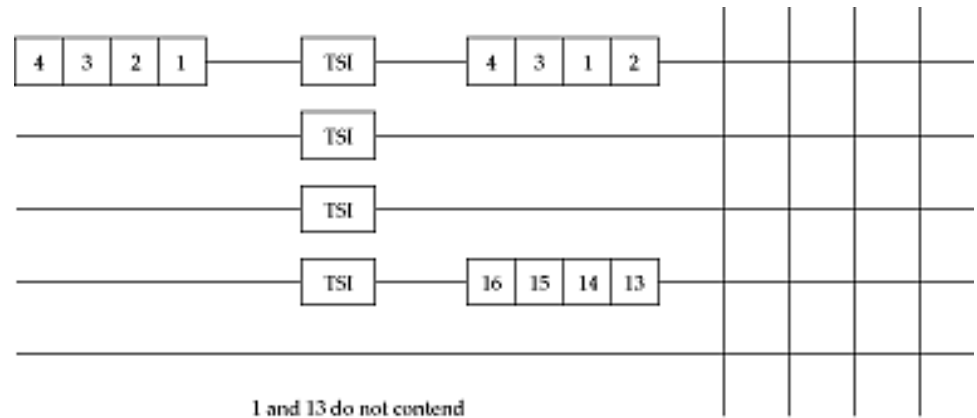 4 3 2 1 TSI 4 3 1 2
TSI
TSI
TSI 16 15 14 13
1 and 13 do not contend